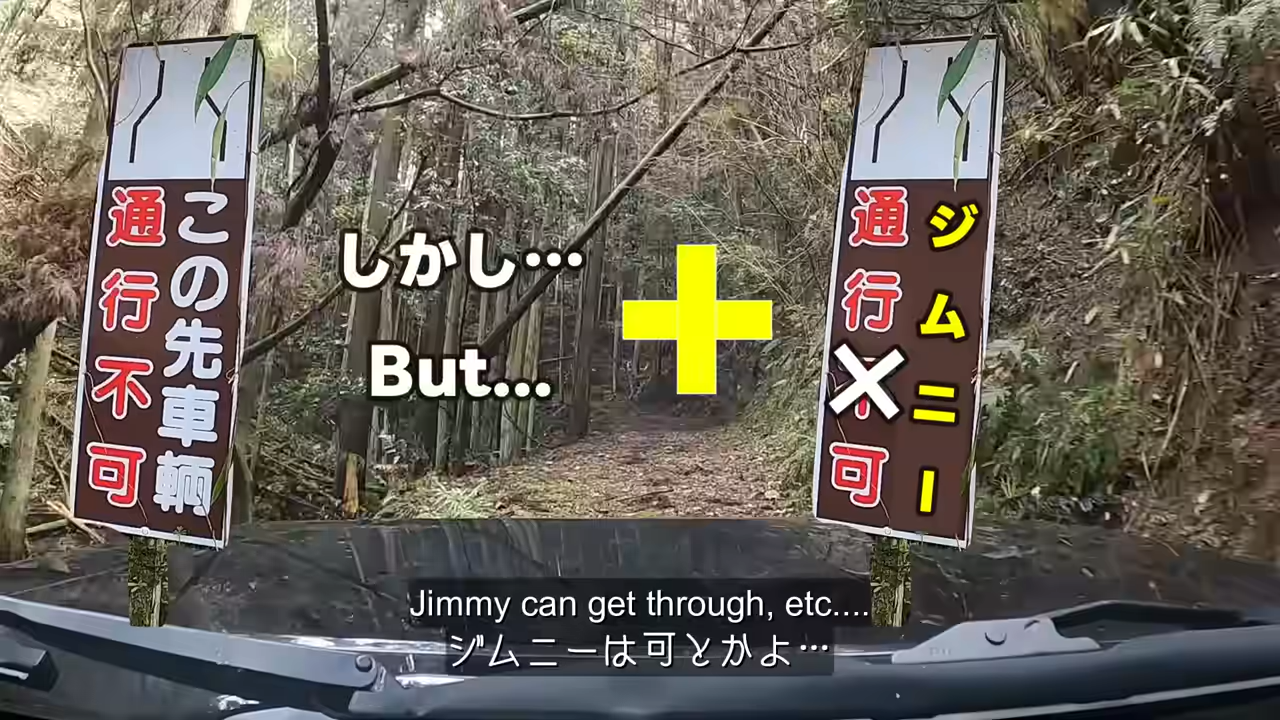 この先車輌
通行不可
しかし…
But...
ジムニー
通行不可
Jimmy can get through, etc....
ジムニーは可とかよ…